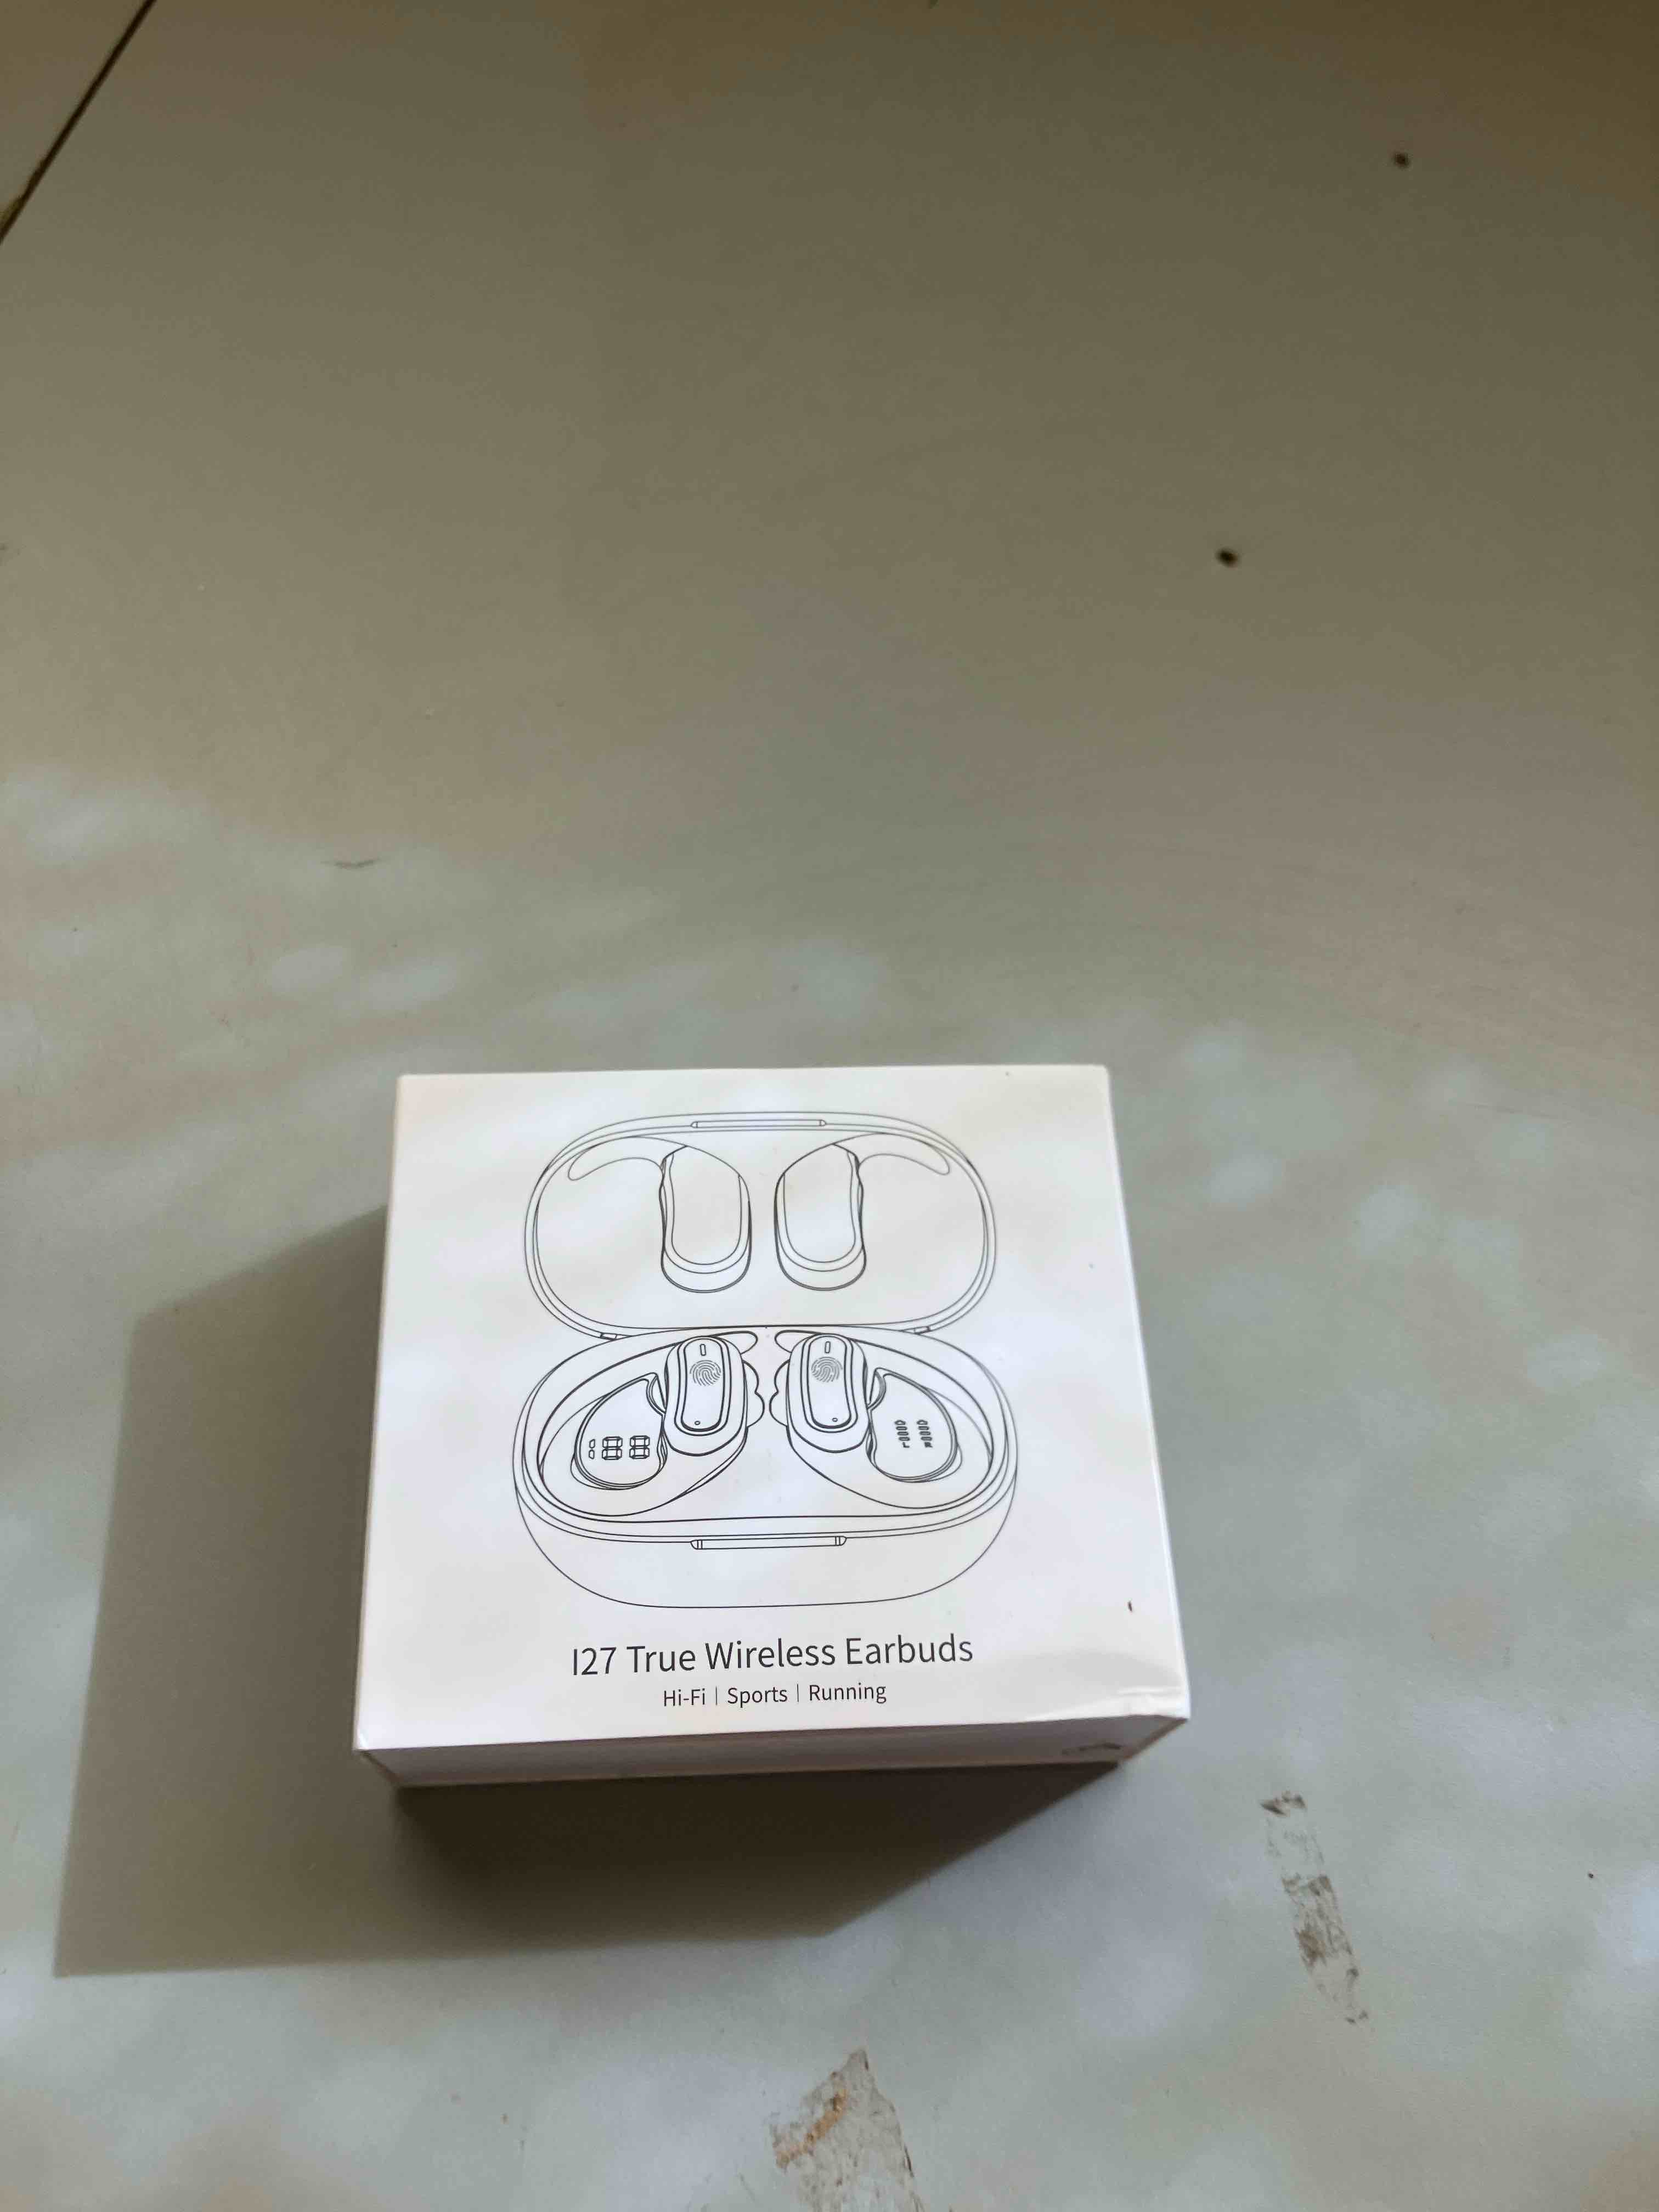 I27 True Wireless Earbuds
Hi-Fi | Sports | Running